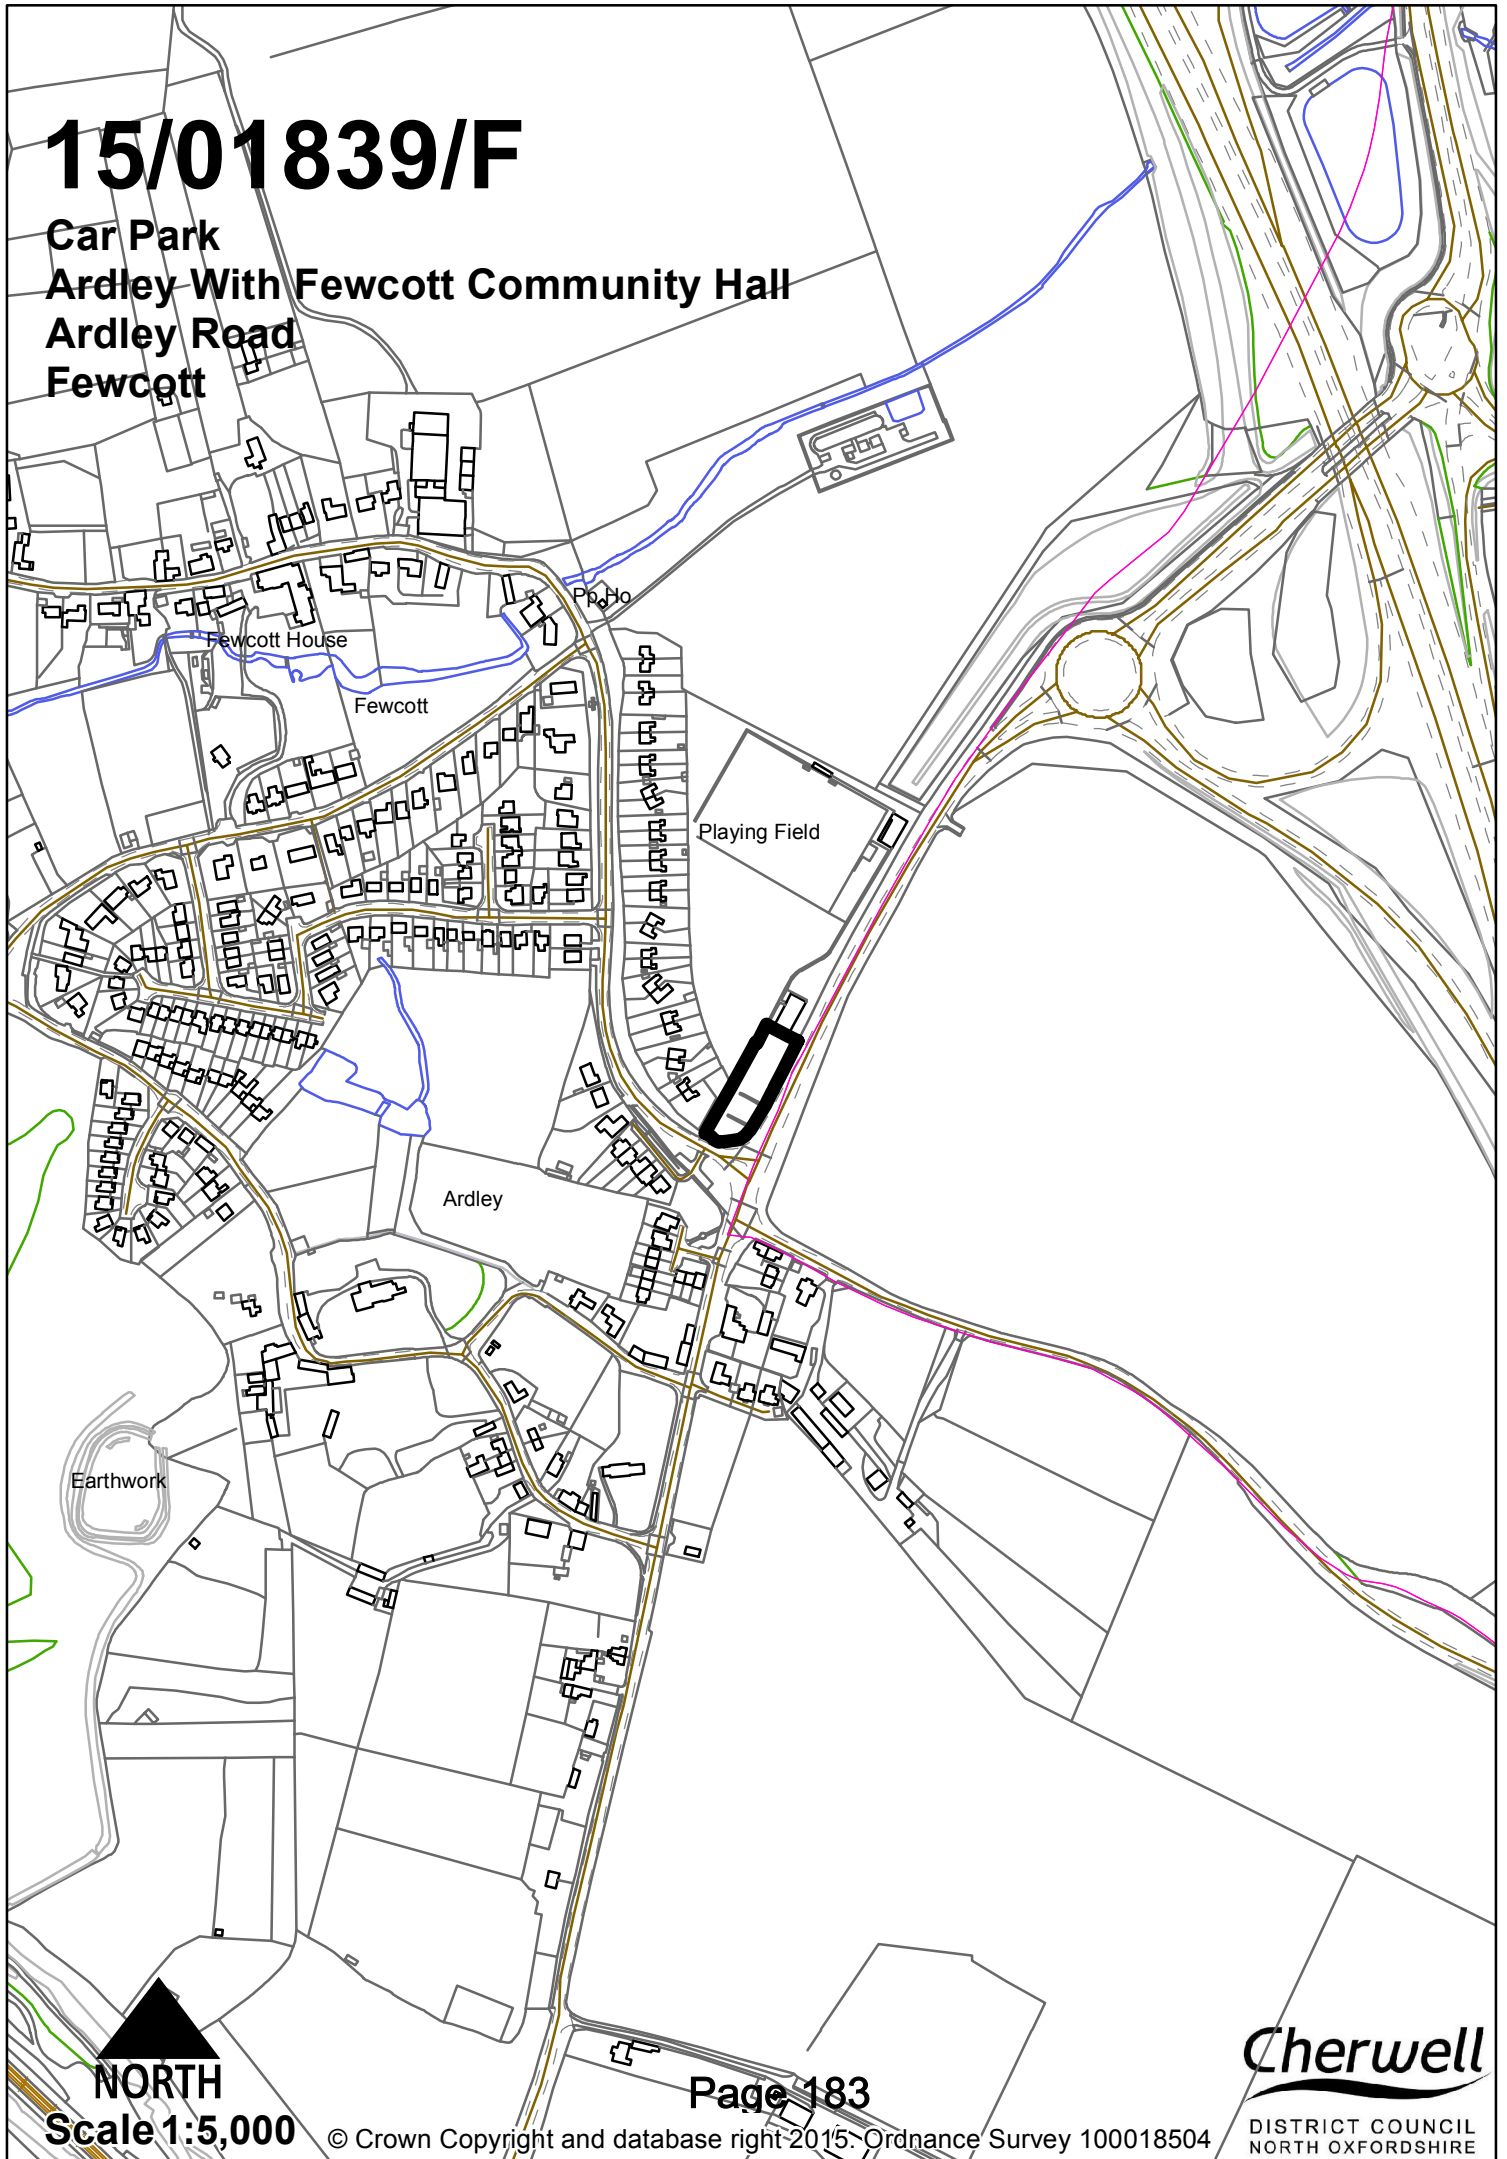 15/01839/F
Car Park
Ardley With Fewcott Community Hall
Ardley Road
Fewcott
Pp Ho
Fewcott House
Fewcott
Playing Field
Ardley
Earthwork
NORTH
Scale 1:5,000
Page 183
© Crown Copyright and database right 2015. Ordnance Survey 100018504
Cherwell
DISTRICT COUNCIL
NORTH OXFORDSHIRE